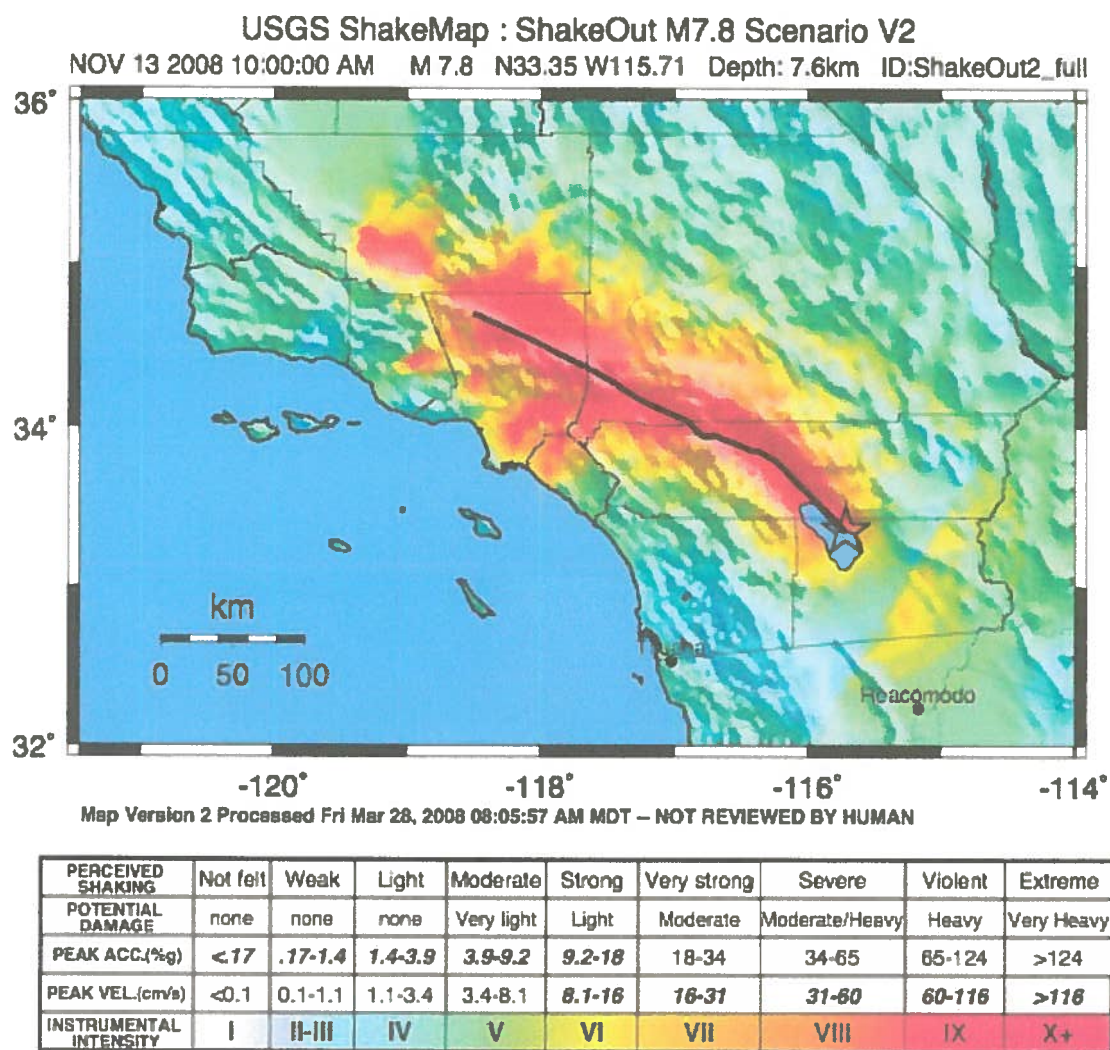 USGS ShakeMap : ShakeOut M7.8 Scenario V2
NOV 13 2008 10:00:00 AM M 7.8 N33.35 W115.71 Depth: 7.6km ID:ShakeOut2_full
36°
34°
32°
km
0 50 100
-120° -118° -116° -114°
Map Version 2 Processed Fri Mar 28, 2008 08:05:57 AM MDT – NOT REVIEWED BY HUMAN
PERCEIVED SHAKING Not felt Weak Light Moderate Strong Very strong Severe Violent Extreme
POTENTIAL DAMAGE none none none Very light Light Moderate Moderate/Heavy Heavy Very Heavy
PEAK ACC.(%g) <.17 .17-1.4 1.4-3.9 3.9-9.2 9.2-18 18-34 34-65 65-124 >124
PEAK VEL.(cm/s) <0.1 0.1-1.1 1.1-3.4 3.4-8.1 8.1-16 16-31 31-60 60-116 >116
INSTRUMENTAL INTENSITY I II-III IV V VI VII VIII IX X+